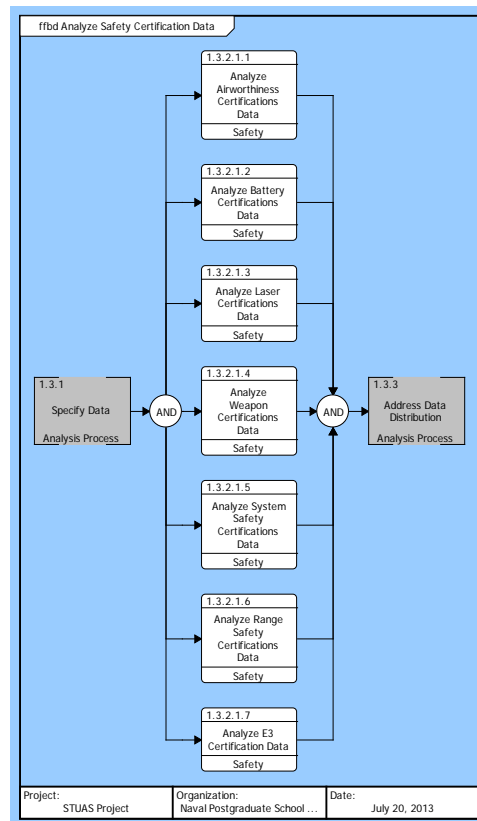 ffbd Analyze Safety Certification Data
1.3.2.1.1
Analyze
Airworthiness
Certifications
Data
Safety
1.3.2.1.2
Analyze Battery
Certifications
Data
Safety
1.3.2.1.3
Analyze Laser
Certifications
Data
Safety
1.3.1
Specify Data
Analysis Process
AND
1.3.2.1.4
Analyze
Weapon
Certifications
Data
Safety
AND
1.3.3
Address Data
Distribution
Analysis Process
1.3.2.1.5
Analyze System
Safety
Certifications
Data
Safety
1.3.2.1.6
Analyze Range
Safety
Certifications
Data
Safety
1.3.2.1.7
Analyze E3
Certification Data
Safety
Project:
STUAS Project
Organization:
Naval Postgraduate School ...
Date:
July 20, 2013